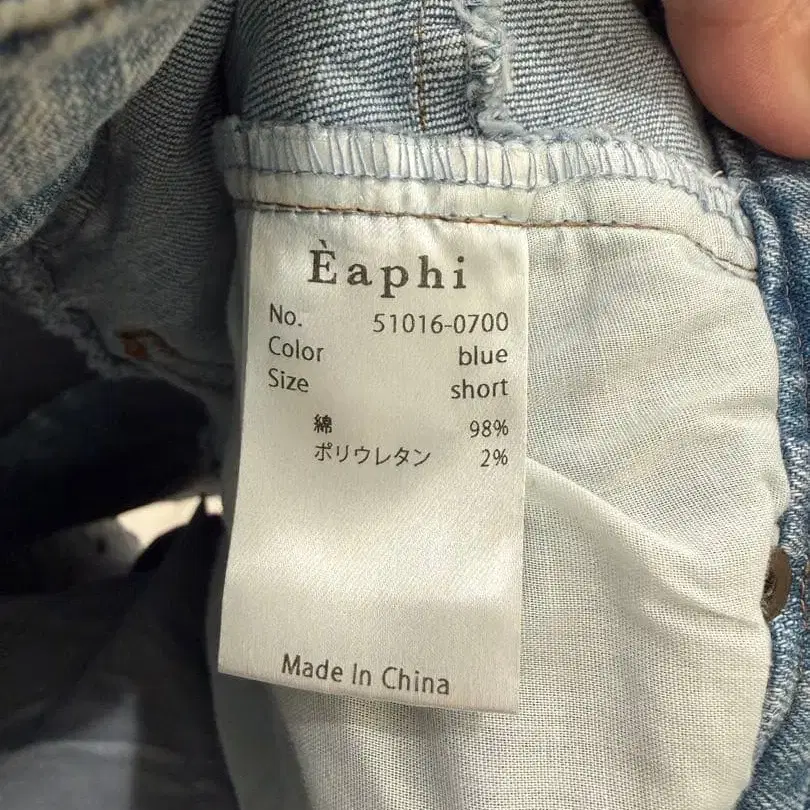 Èaphi
No. 51016-0700
Color blue
Size short
綿 98%
ポリウレタン 2%
Made In China